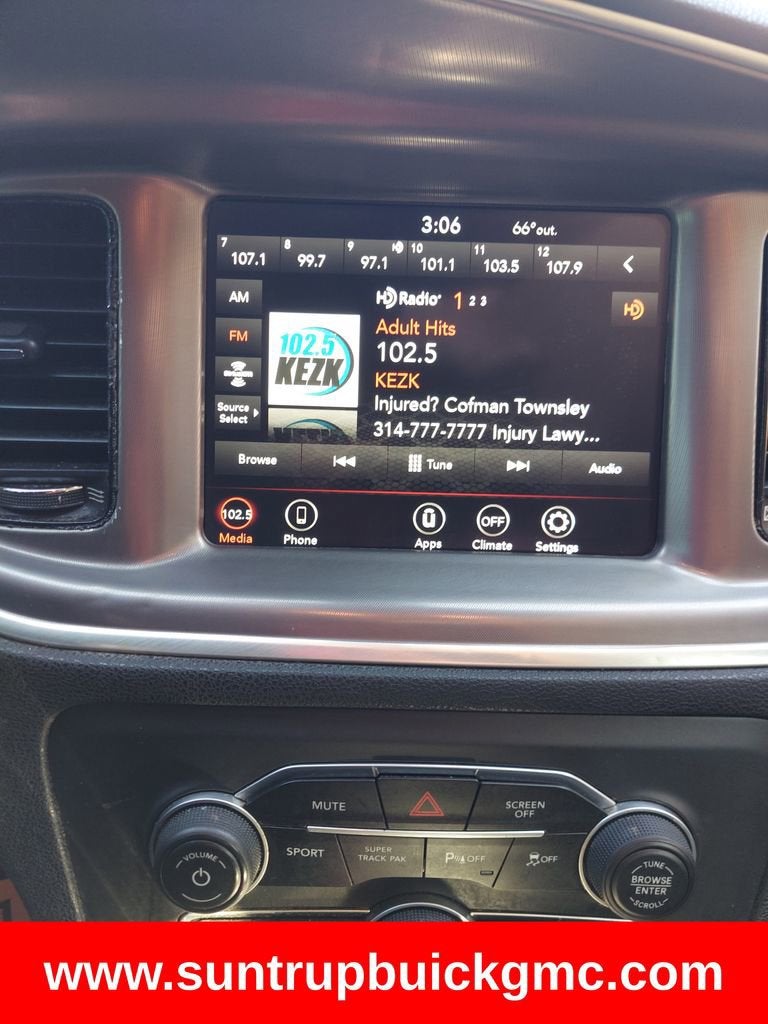 3:06 66° out.
7 107.1 8 99.7 9 97.1 10 101.1 11 103.5 12 107.9
AM
FM
Source
Select
102.5
KEZK
HD Radio 1 2 3
HD
Adult Hits
102.5
KEZK
Injured? Cofman Townsley
314-777-7777 Injury Lawy...
Browse Tune Audio
102.5 OFF
Media Phone Apps Climate Settings
MUTE SCREEN
OFF
SPORT SUPER
TRACK PAK P OFF OFF
VOLUME
TUNE
BROWSE
ENTER
SCROLL
www.suntrupbuickgmc.com